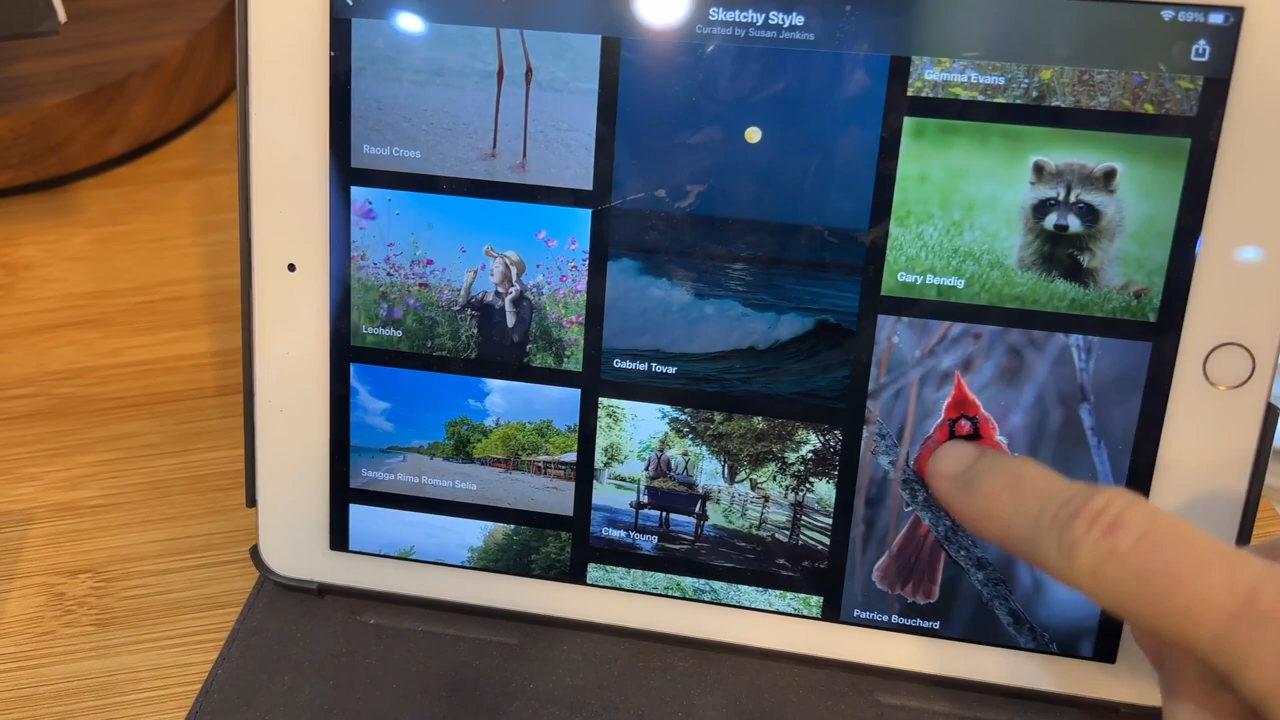 Sketchy Style
Curated by Susan Jenkins
69%
Raoul Croes
Gemma Evans
Gary Bendig
Leohoho
Gabriel Tovar
Sangga Rima Roman Selia
Clark Young
Patrice Bouchard